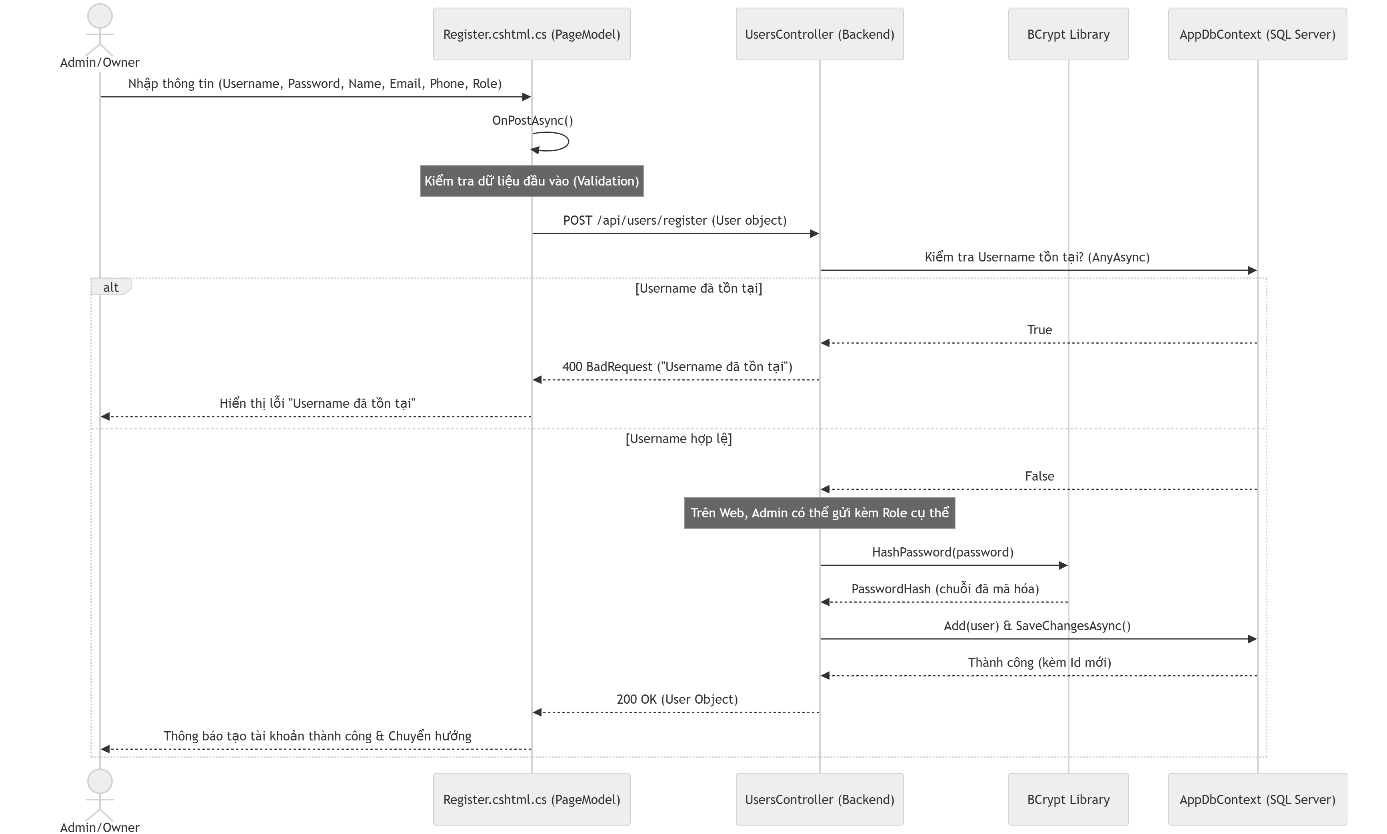 Admin/Owner
Register.cshtml.cs (PageModel)
UsersController (Backend)
BCrypt Library
AppDbContext (SQL Server)
Nhập thông tin (Username, Password, Name, Email, Phone, Role)
OnPostAsync()
Kiểm tra dữ liệu đầu vào (Validation)
POST /api/users/register (User object)
Kiểm tra Username tồn tại? (AnyAsync)
alt
[Username đã tồn tại]
True
400 BadRequest ("Username đã tồn tại")
Hiển thị lỗi "Username đã tồn tại"
[Username hợp lệ]
False
Trên Web, Admin có thể gửi kèm Role cụ thể
HashPassword(password)
PasswordHash (chuỗi đã mã hóa)
Add(user) & SaveChangesAsync()
Thành công (kèm Id mới)
200 OK (User Object)
Thông báo tạo tài khoản thành công & Chuyển hướng
Admin/Owner
Register.cshtml.cs (PageModel)
UsersController (Backend)
BCrypt Library
AppDbContext (SQL Server)